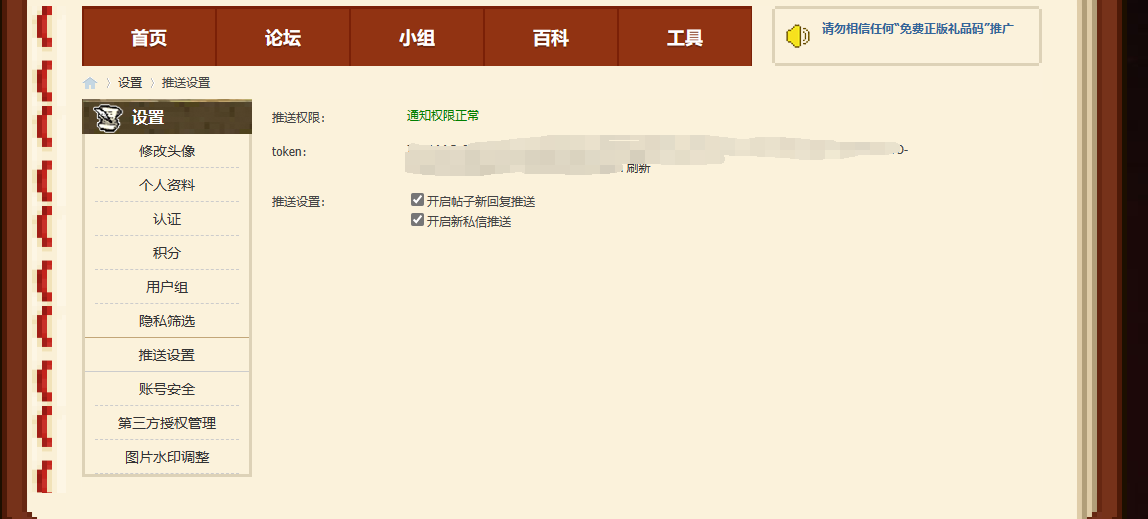 首页
论坛
小组
百科
工具
请勿相信任何“免费正版礼品码”推广
设置
推送设置
设置
修改头像
个人资料
认证
积分
用户组
隐私筛选
推送设置
账号安全
第三方授权管理
图片水印调整
推送权限：
通知权限正常
token：
刷新
推送设置：
开启帖子新回复推送
开启新私信推送